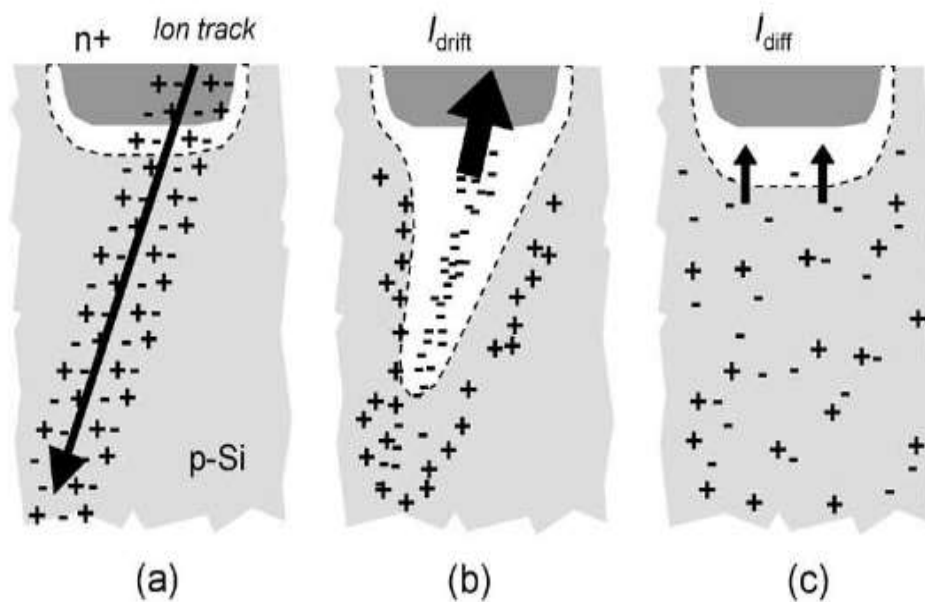 n+ Ion track
p-Si
(a)
I_drift
(b)
I_diff
(c)